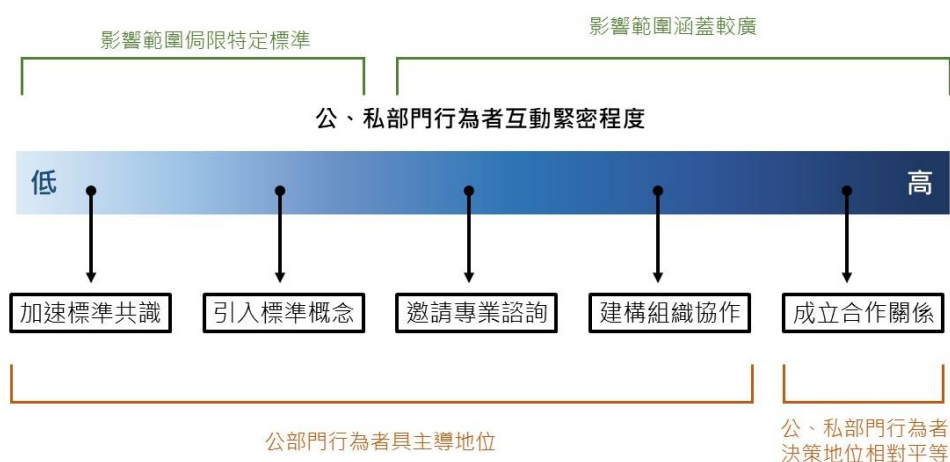 影響範圍侷限特定標準
影響範圍涵蓋較廣
公、私部門行為者互動緊密程度
低
高
加速標準共識
引入標準概念
邀請專業諮詢
建構組織協作
成立合作關係
公部門行為者具主導地位
公、私部門行為者
決策地位相對平等